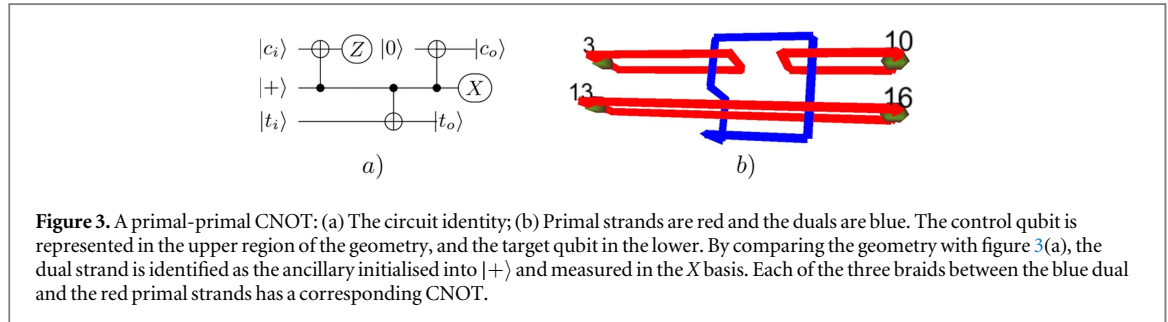 |c_i⟩ Z |0⟩ |c_o⟩
|+⟩ X
|t_i⟩ |t_o⟩
a)
3 10
13 16
b)
Figure 3. A primal-primal CNOT: (a) The circuit identity; (b) Primal strands are red and the duals are blue. The control qubit is
represented in the upper region of the geometry, and the target qubit in the lower. By comparing the geometry with figure 3(a), the
dual strand is identified as the ancillary initialised into |+⟩ and measured in the X basis. Each of the three braids between the blue dual
and the red primal strands has a corresponding CNOT.